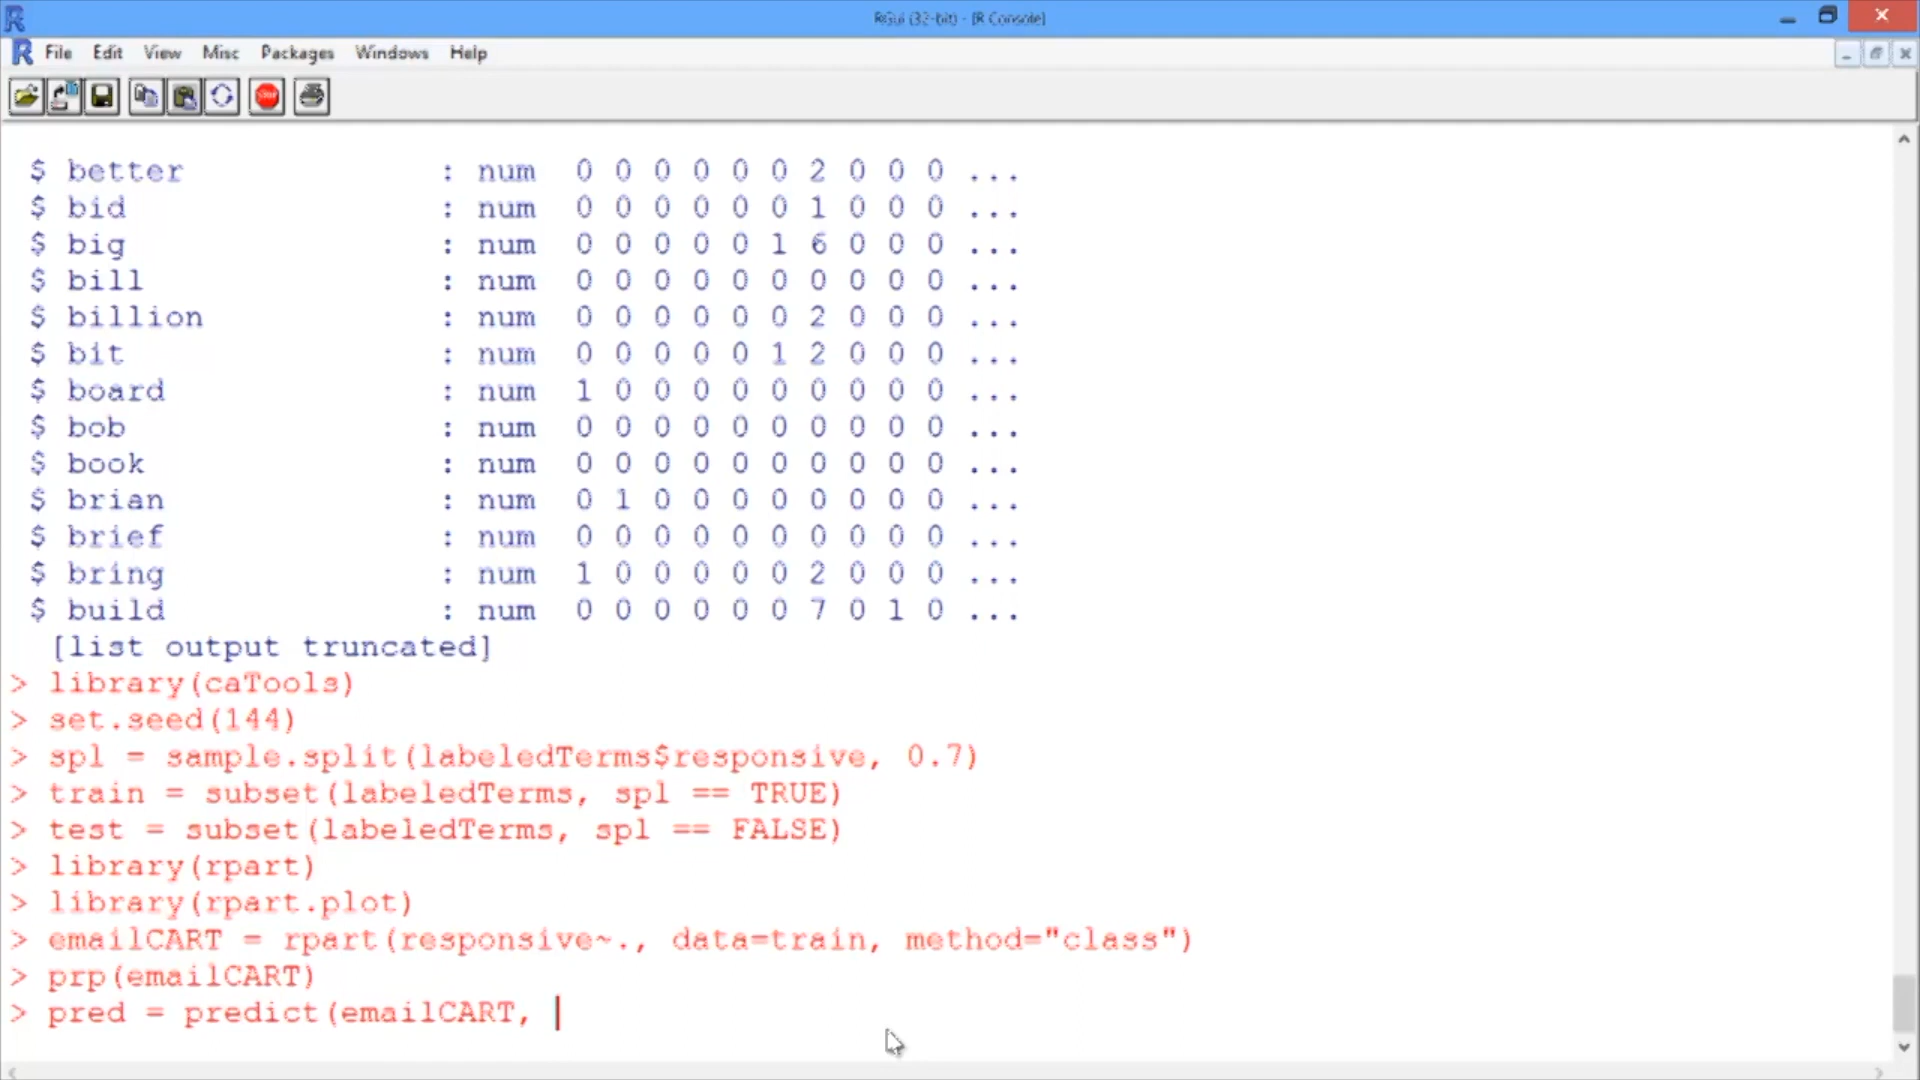 RGui (32-bit) - [R Console]
File Edit View Misc Packages Windows Help
STOP
$ better : num 0 0 0 0 0 0 2 0 0 0 ...
$ bid : num 0 0 0 0 0 0 1 0 0 0 ...
$ big : num 0 0 0 0 0 1 6 0 0 0 ...
$ bill : num 0 0 0 0 0 0 0 0 0 0 ...
$ billion : num 0 0 0 0 0 0 2 0 0 0 ...
$ bit : num 0 0 0 0 0 1 2 0 0 0 ...
$ board : num 1 0 0 0 0 0 0 0 0 0 ...
$ bob : num 0 0 0 0 0 0 0 0 0 0 ...
$ book : num 0 0 0 0 0 0 0 0 0 0 ...
$ brian : num 0 1 0 0 0 0 0 0 0 0 ...
$ brief : num 0 0 0 0 0 0 0 0 0 0 ...
$ bring : num 1 0 0 0 0 0 2 0 0 0 ...
$ build : num 0 0 0 0 0 0 7 0 1 0 ...
[list output truncated]
> library(caTools)
> set.seed(144)
> spl = sample.split(labeledTerms$responsive, 0.7)
> train = subset(labeledTerms, spl == TRUE)
> test = subset(labeledTerms, spl == FALSE)
> library(rpart)
> library(rpart.plot)
> emailCART = rpart(responsive~., data=train, method="class")
> prp(emailCART)
> pred = predict(emailCART,